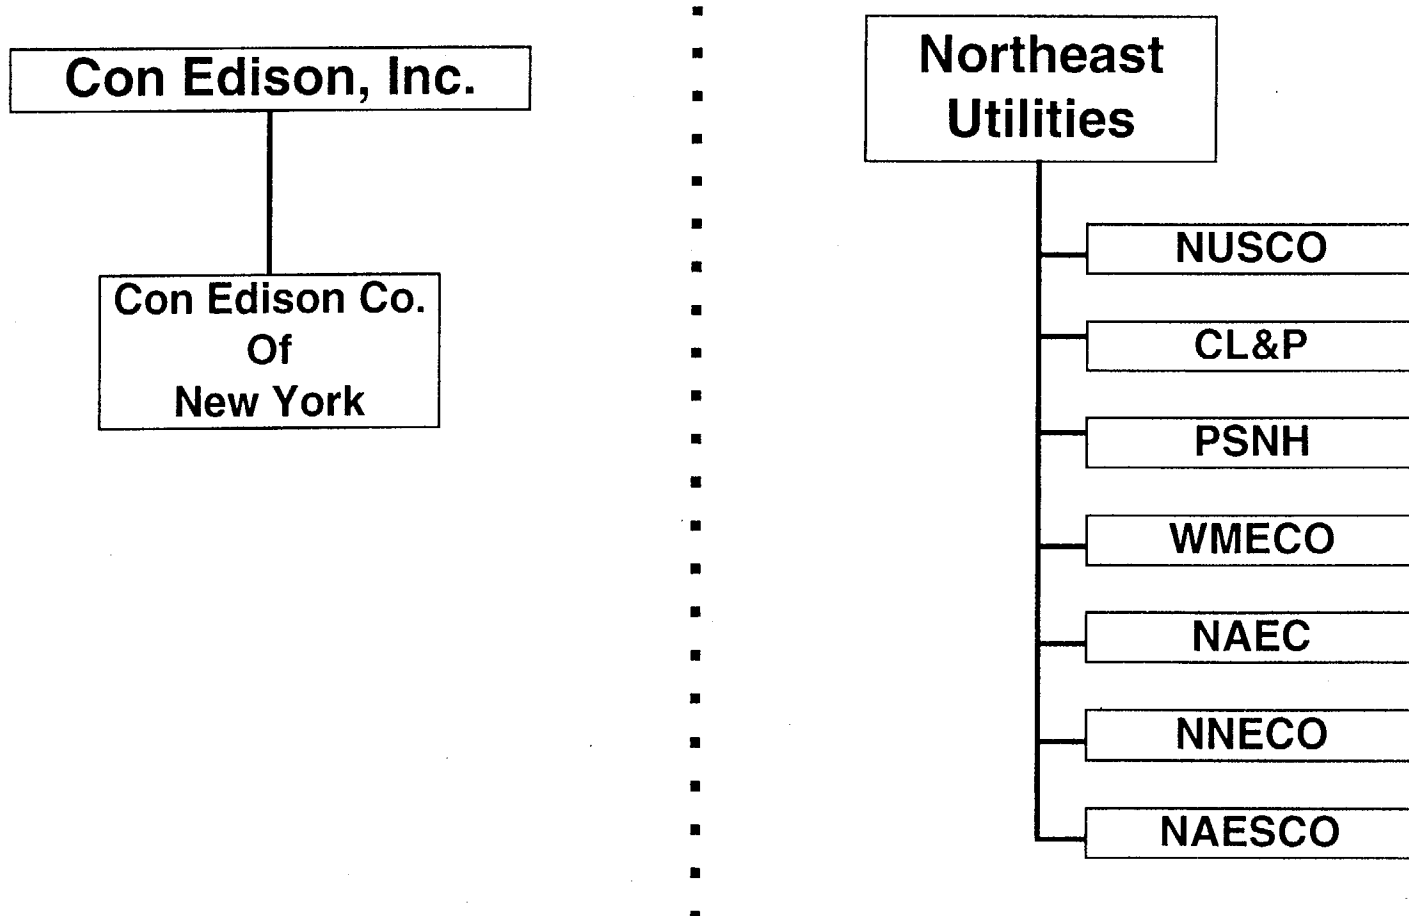 Con Edison, Inc.
Con Edison Co.
Of
New York
Northeast
Utilities
NUSCO
CL&P
PSNH
WMECO
NAEC
NNECO
NAESCO